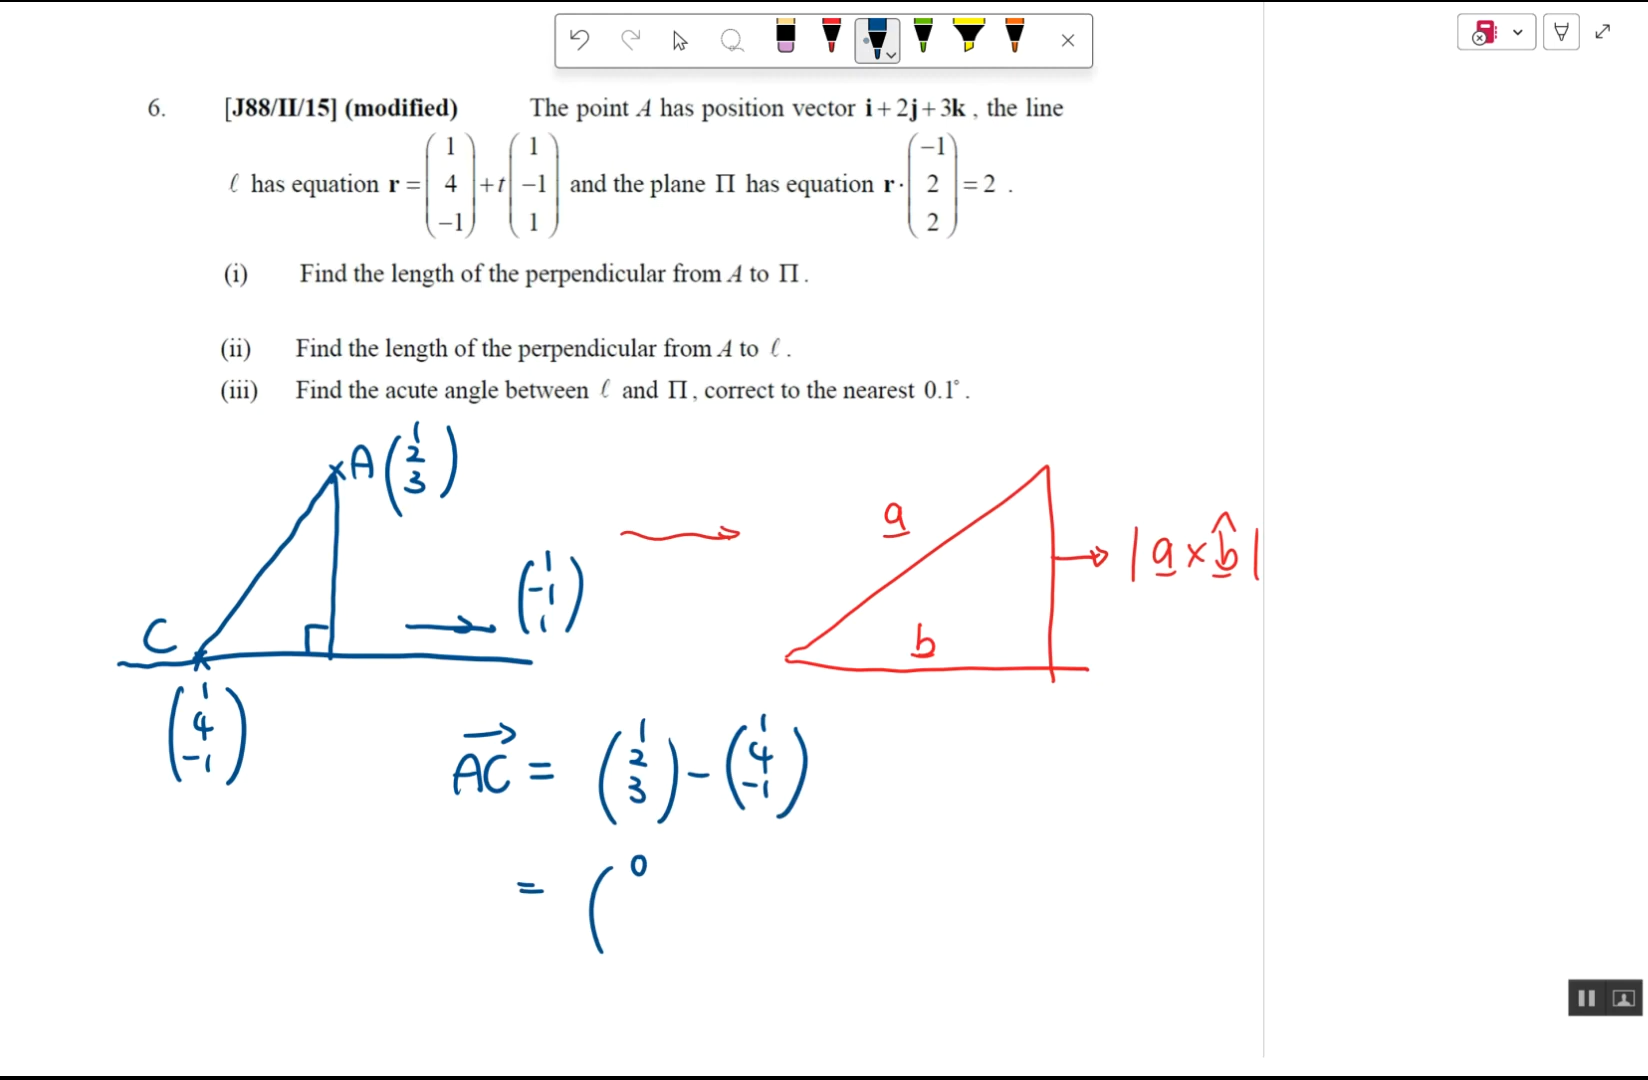 6. [J88/II/15] (modified) The point A has position vector i + 2j + 3k , the line
ℓ has equation r = (1 4 −1) + t (1 −1 1) and the plane Π has equation r · (−1 2 2) = 2 .
(i) Find the length of the perpendicular from A to Π .
(ii) Find the length of the perpendicular from A to ℓ .
(iii) Find the acute angle between ℓ and Π , correct to the nearest 0.1° .
A (1 2 3)
a
|a × b̂|
(1 −1 1)
C
b
(1 4 −1)
AC = (1 2 3) − (1 4 −1)
= ( 0